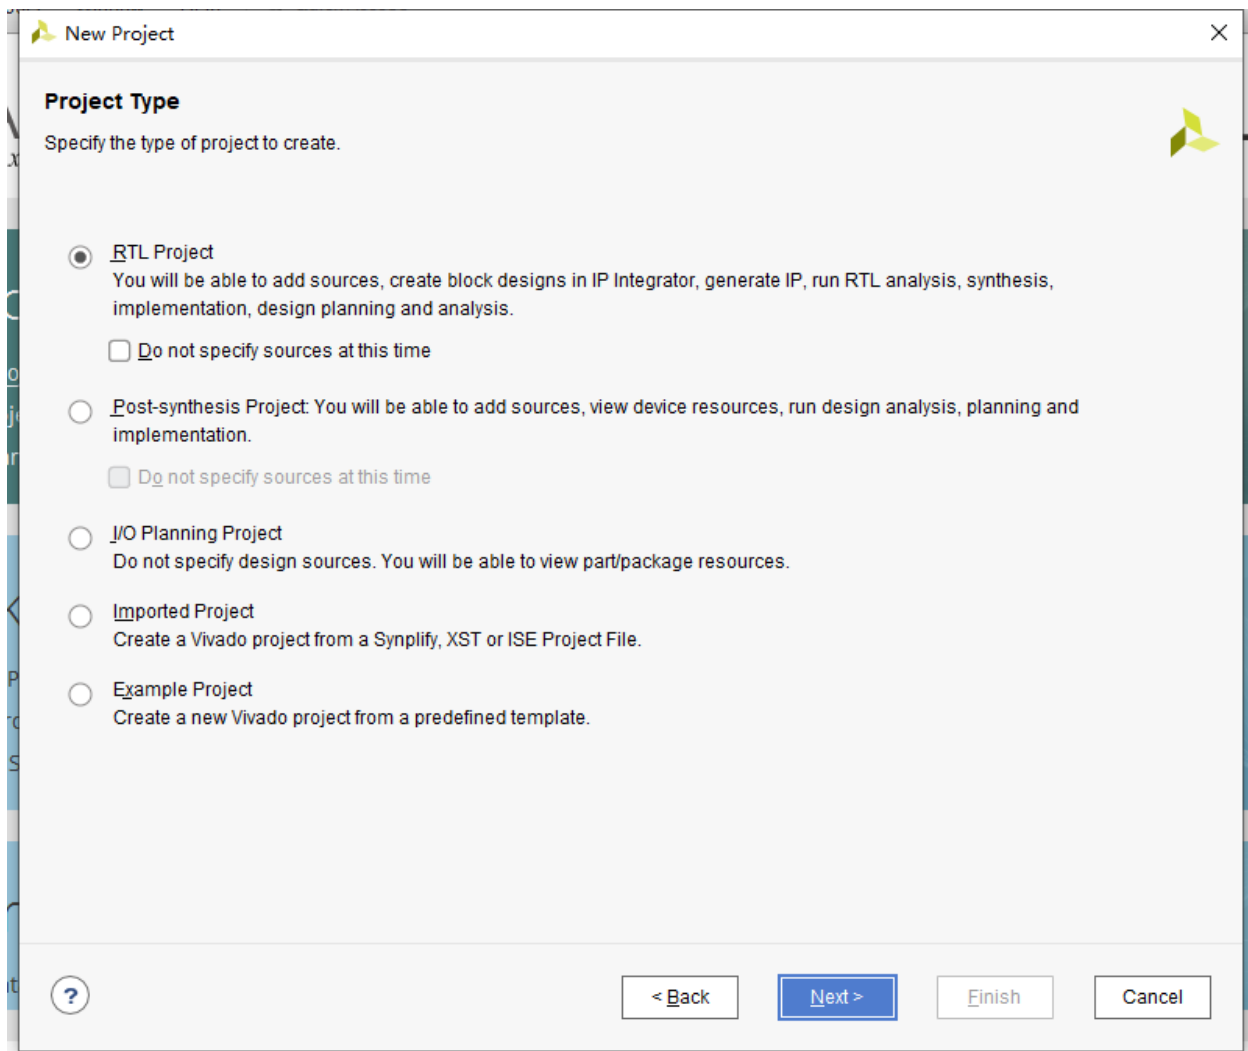 New Project
Project Type
Specify the type of project to create.
RTL Project
You will be able to add sources, create block designs in IP Integrator, generate IP, run RTL analysis, synthesis,
implementation, design planning and analysis.
Do not specify sources at this time
Post-synthesis Project: You will be able to add sources, view device resources, run design analysis, planning and
implementation.
Do not specify sources at this time
I/O Planning Project
Do not specify design sources. You will be able to view part/package resources.
Imported Project
Create a Vivado project from a Synplify, XST or ISE Project File.
Example Project
Create a new Vivado project from a predefined template.
?
< Back
Next >
Finish
Cancel